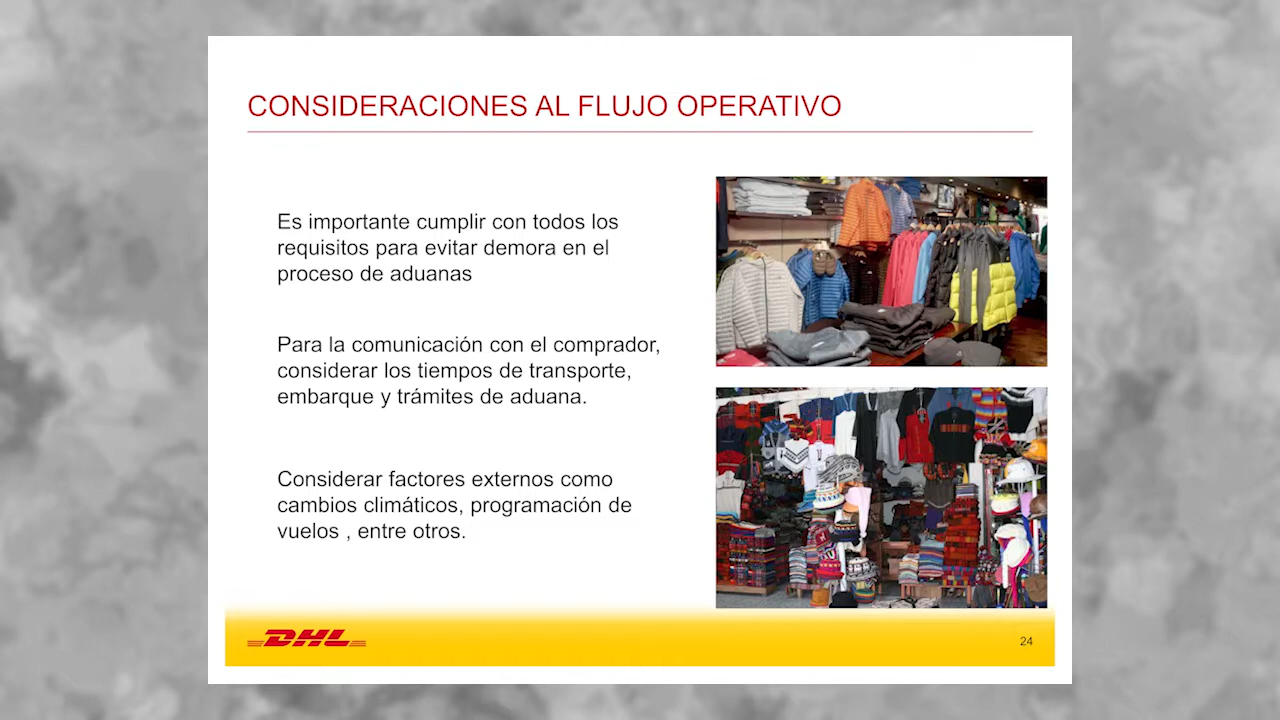 CONSIDERACIONES AL FLUJO OPERATIVO
Es importante cumplir con todos los
requisitos para evitar demora en el
proceso de aduanas
Para la comunicación con el comprador,
considerar los tiempos de transporte,
embarque y trámites de aduana.
Considerar factores externos como
cambios climáticos, programación de
vuelos , entre otros.
DHL
24